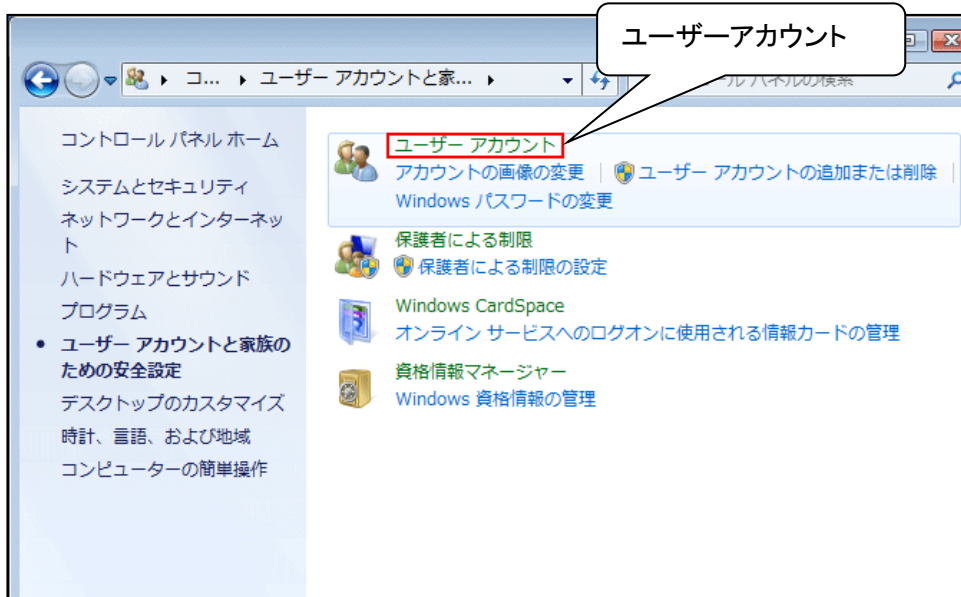 ユーザーアカウント
コ... ユーザー アカウントと家...
コントロール パネル ホーム
システムとセキュリティ
ネットワークとインターネッ
ト
ハードウェアとサウンド
プログラム
• ユーザー アカウントと家族の
ための安全設定
デスクトップのカスタマイズ
時計、言語、および地域
コンピューターの簡単操作
ユーザー アカウント
アカウントの画像の変更 | ユーザー アカウントの追加または削除 |
Windows パスワードの変更
保護者による制限
保護者による制限の設定
Windows CardSpace
オンライン サービスへのログオンに使用される情報カードの管理
資格情報マネージャー
Windows 資格情報の管理